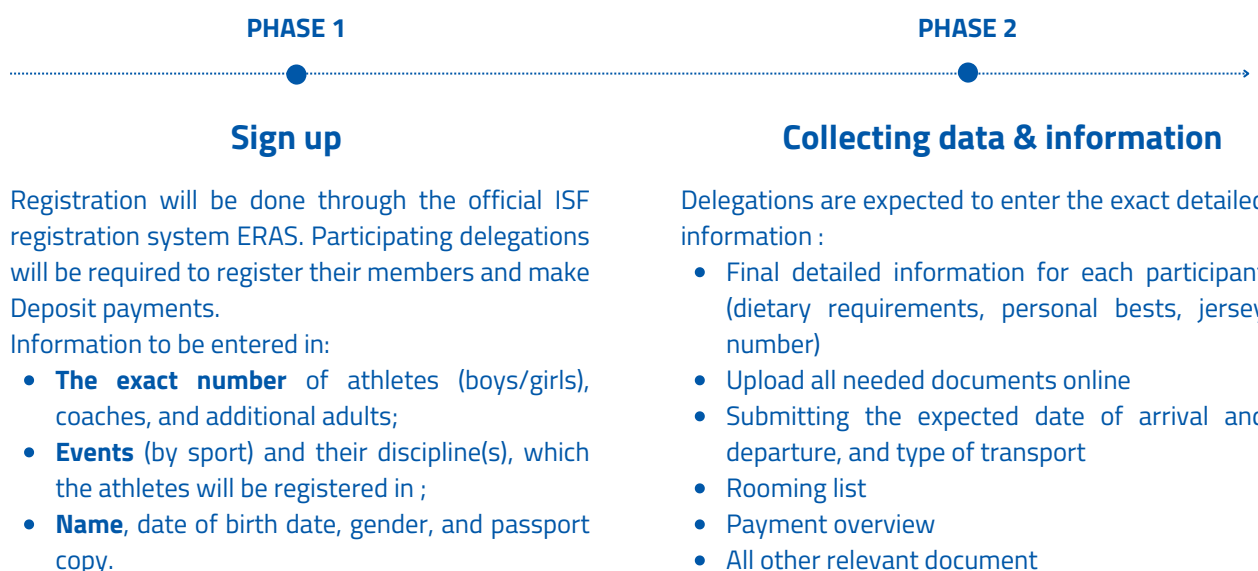 PHASE 1
Sign up
Registration will be done through the official ISF
registration system ERAS. Participating delegations
will be required to register their members and make
Deposit payments.
Information to be entered in:
• The exact number of athletes (boys/girls),
coaches, and additional adults;
• Events (by sport) and their discipline(s), which
the athletes will be registered in ;
• Name, date of birth date, gender, and passport
copy.
PHASE 2
Collecting data & information
Delegations are expected to enter the exact detailed
information :
• Final detailed information for each participant
(dietary requirements, personal bests, jersey
number)
• Upload all needed documents online
• Submitting the expected date of arrival and
departure, and type of transport
• Rooming list
• Payment overview
• All other relevant document